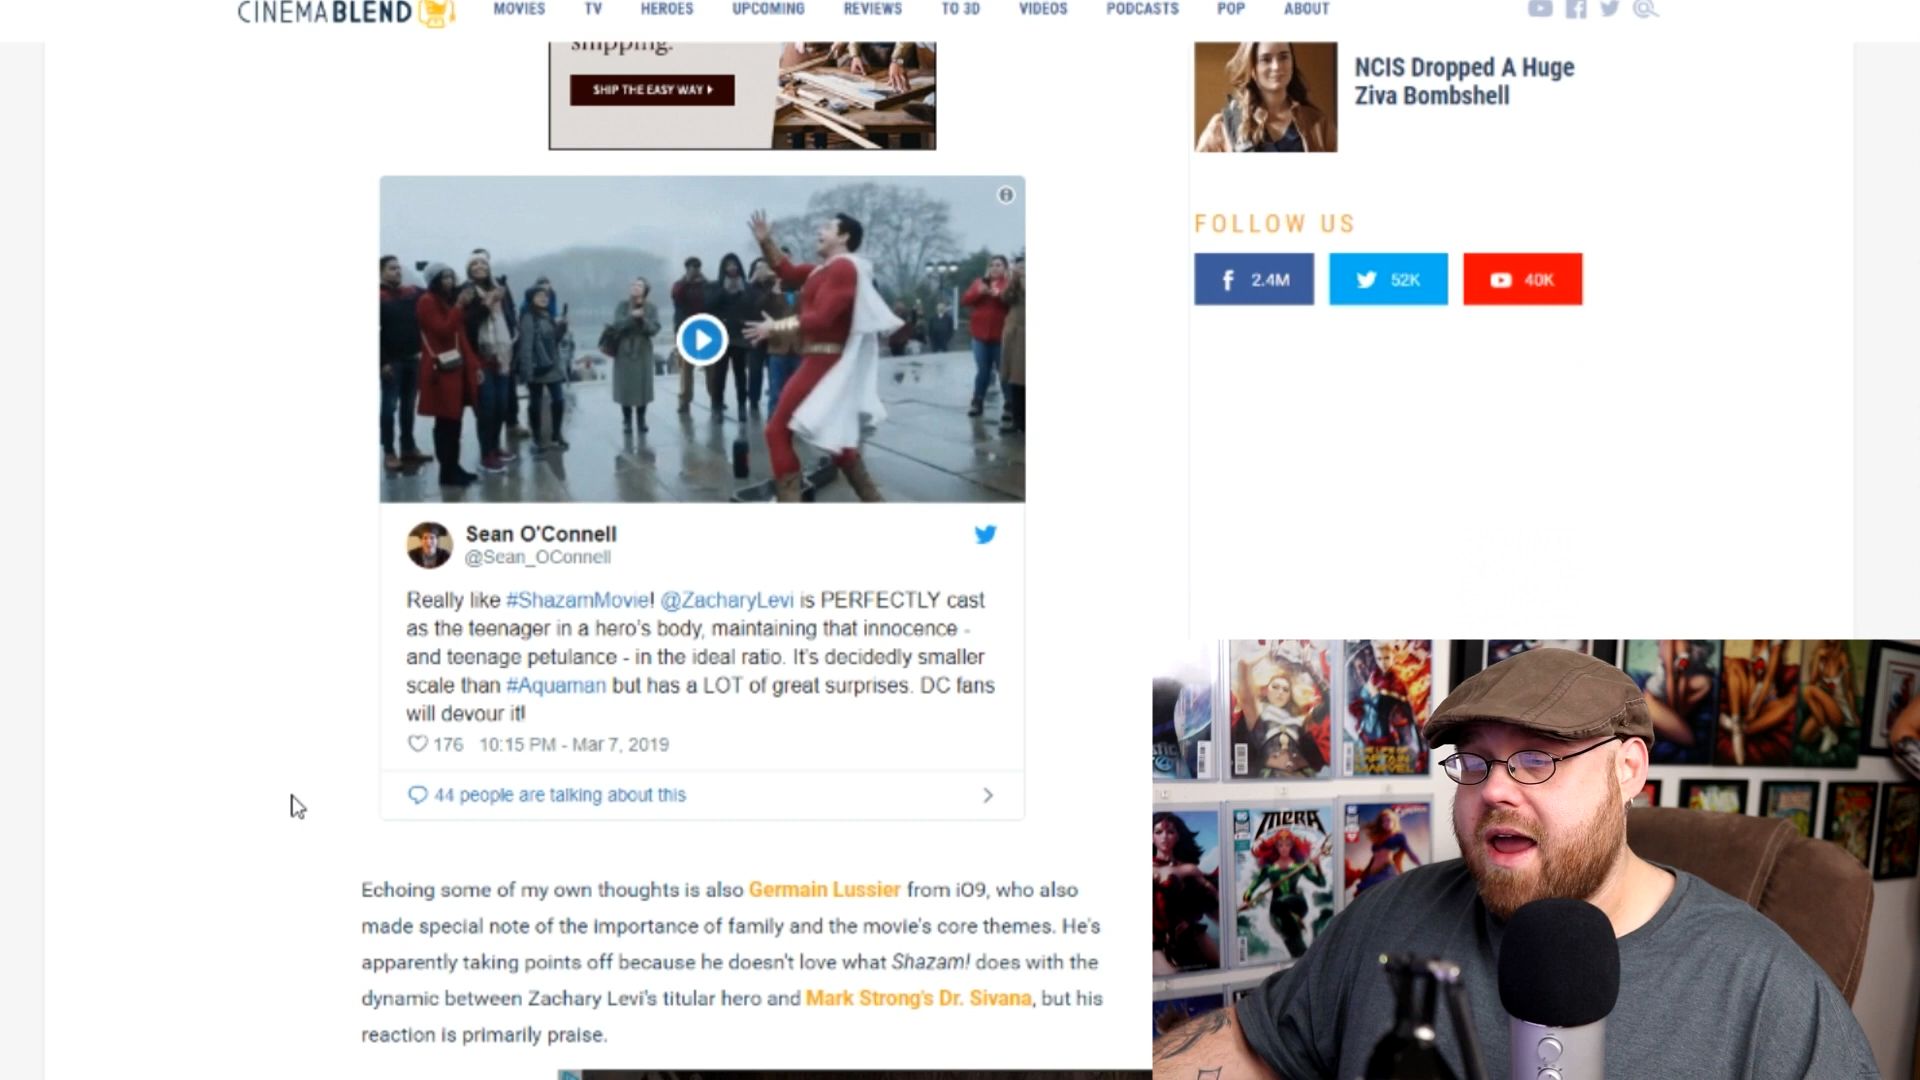 CINEMABLEND
MOVIES TV HEROES UPCOMING REVIEWS TO 3D VIDEOS PODCASTS POP ABOUT
shipping.
SHIP THE EASY WAY
NCIS Dropped A Huge
Ziva Bombshell
FOLLOW US
2.4M 52K 40K
Sean O'Connell
@Sean_OConnell
Really like #ShazamMovie! @ZacharyLevi is PERFECTLY cast
as the teenager in a hero's body, maintaining that innocence -
and teenage petulance - in the ideal ratio. It's decidedly smaller
scale than #Aquaman but has a LOT of great surprises. DC fans
will devour it!
176 10:15 PM - Mar 7, 2019
44 people are talking about this
Echoing some of my own thoughts is also Germain Lussier from iO9, who also
made special note of the importance of family and the movie's core themes. He's
apparently taking points off because he doesn't love what Shazam! does with the
dynamic between Zachary Levi's titular hero and Mark Strong's Dr. Sivana, but his
reaction is primarily praise.
MERA